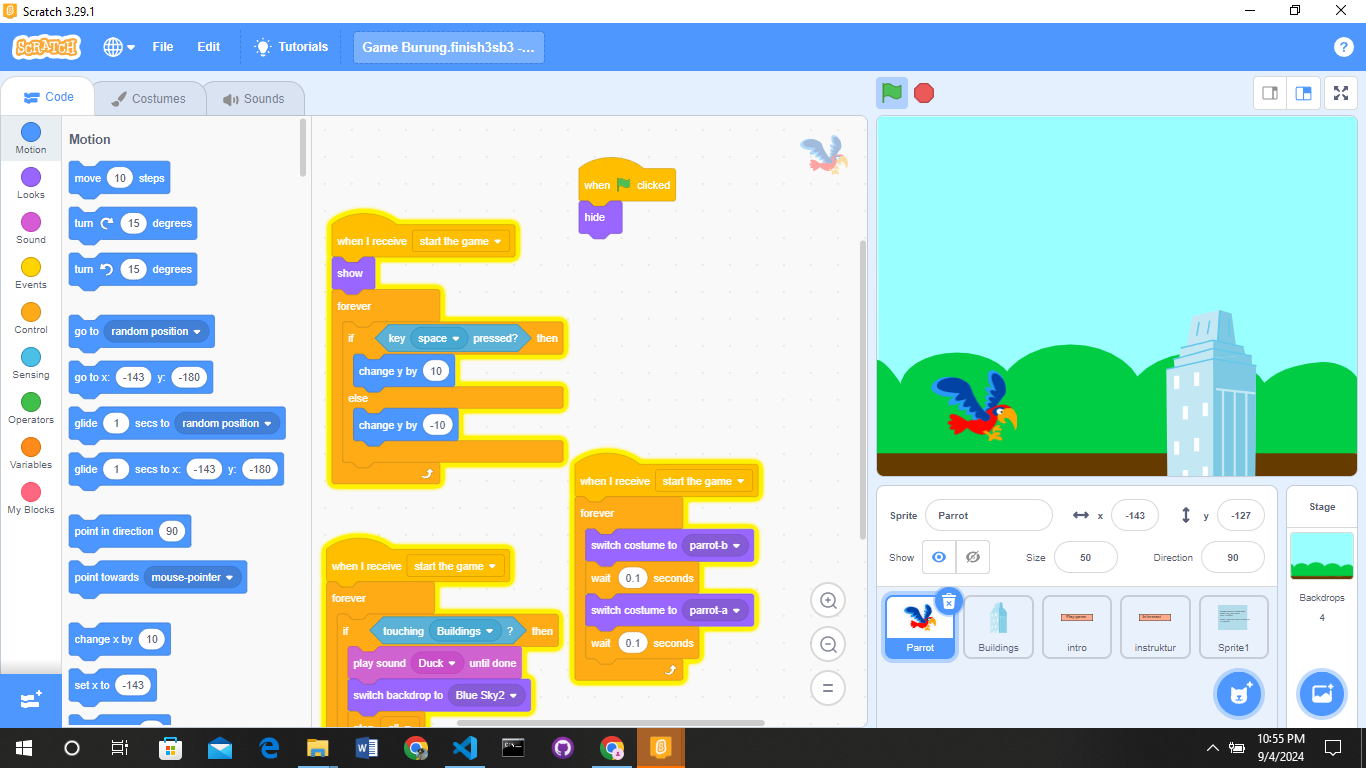 Scratch 3.29.1
SCRATCH
File
Edit
Tutorials
Game Burung.finish3sb3 -...
?
Code
Costumes
Sounds
Motion
Looks
Sound
Events
Control
Sensing
Operators
Variables
My Blocks
Motion
move 10 steps
turn 15 degrees
turn 15 degrees
go to random position
go to x: -143 y: -180
glide 1 secs to random position
glide 1 secs to x: -143 y: -180
point in direction 90
point towards mouse-pointer
change x by 10
set x to -143
when clicked
hide
when I receive start the game
show
forever
if key space pressed? then
change y by 10
else
change y by -10
when I receive start the game
forever
if touching Buildings ? then
play sound Duck until done
switch backdrop to Blue Sky2
when I receive start the game
forever
switch costume to parrot-b
wait 0.1 seconds
switch costume to parrot-a
wait 0.1 seconds
Sprite Parrot x -143 y -127
Show Size 50 Direction 90
Parrot
Buildings
intro
instruktur
Sprite1
Stage
Backdrops
4
10:55 PM
9/4/2024